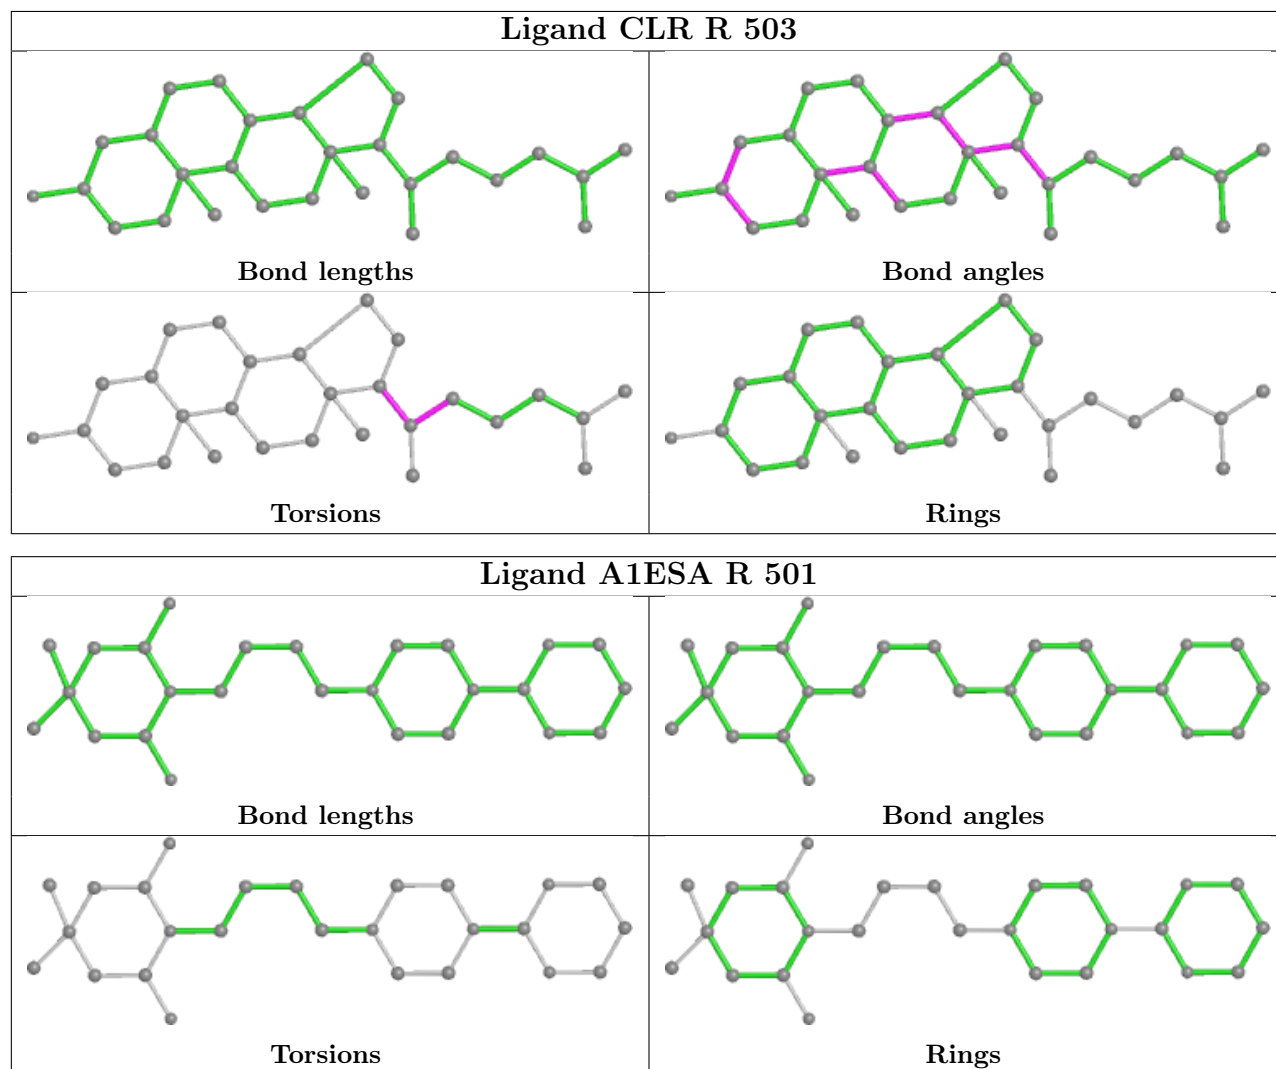 Ligand CLR R 503
Bond lengths
Bond angles
Torsions
Rings
Ligand A1ESA R 501
Bond lengths
Bond angles
Torsions
Rings